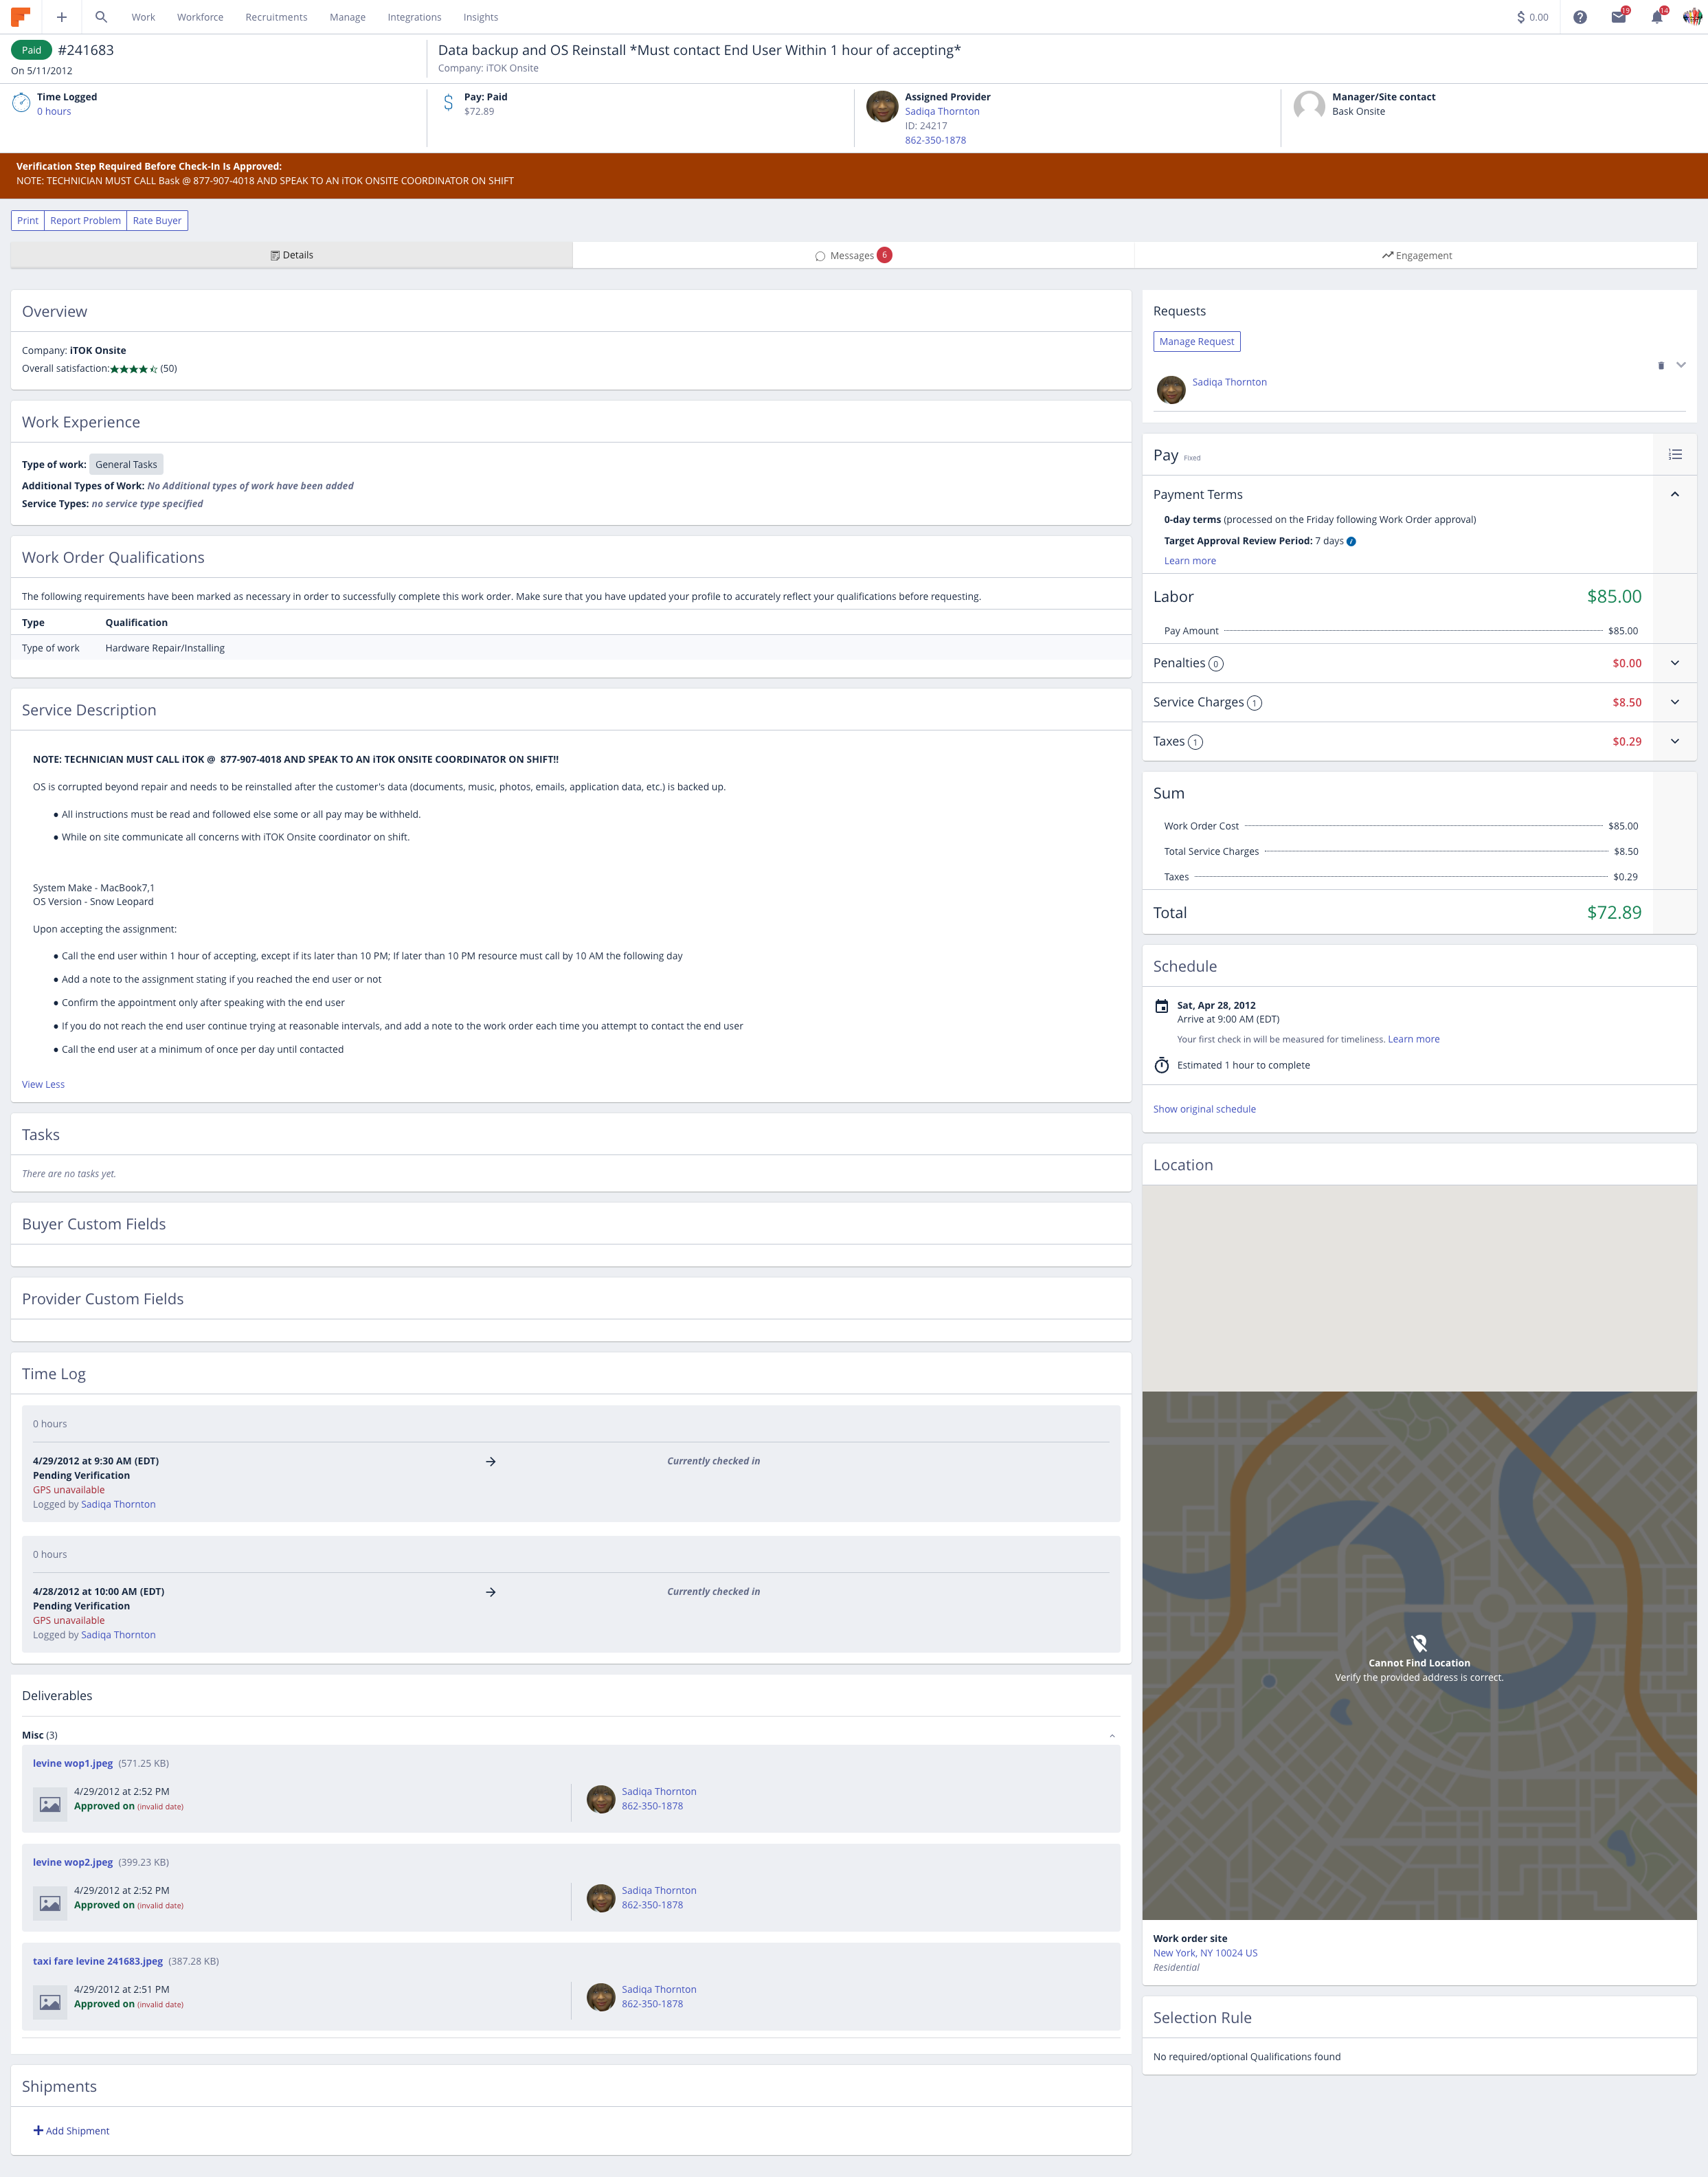 Work Workforce Recruitments Manage Integrations Insights
$ 0.00
19
14
Paid #241683
On 5/11/2012
Data backup and OS Reinstall *Must contact End User Within 1 hour of accepting*
Company: iTOK Onsite
Time Logged
0 hours
Pay: Paid
$72.89
Assigned Provider
Sadiqa Thornton
ID: 24217
862-350-1878
Manager/Site contact
Bask Onsite
Verification Step Required Before Check-In Is Approved:
NOTE: TECHNICIAN MUST CALL Bask @ 877-907-4018 AND SPEAK TO AN iTOK ONSITE COORDINATOR ON SHIFT
Print Report Problem Rate Buyer
Details
Messages 6
Engagement
Overview
Company: iTOK Onsite
Overall satisfaction: (50)
Work Experience
Type of work: General Tasks
Additional Types of Work: No Additional types of work have been added
Service Types: no service type specified
Work Order Qualifications
The following requirements have been marked as necessary in order to successfully complete this work order. Make sure that you have updated your profile to accurately reflect your qualifications before requesting.
Type Qualification
Type of work Hardware Repair/Installing
Service Description
NOTE: TECHNICIAN MUST CALL iTOK @ 877-907-4018 AND SPEAK TO AN iTOK ONSITE COORDINATOR ON SHIFT!!
OS is corrupted beyond repair and needs to be reinstalled after the customer's data (documents, music, photos, emails, application data, etc.) is backed up.
● All instructions must be read and followed else some or all pay may be withheld.
● While on site communicate all concerns with iTOK Onsite coordinator on shift.
System Make - MacBook7,1
OS Version - Snow Leopard
Upon accepting the assignment:
● Call the end user within 1 hour of accepting, except if its later than 10 PM; If later than 10 PM resource must call by 10 AM the following day
● Add a note to the assignment stating if you reached the end user or not
● Confirm the appointment only after speaking with the end user
● If you do not reach the end user continue trying at reasonable intervals, and add a note to the work order each time you attempt to contact the end user
● Call the end user at a minimum of once per day until contacted
View Less
Tasks
There are no tasks yet.
Buyer Custom Fields
Provider Custom Fields
Time Log
0 hours
4/29/2012 at 9:30 AM (EDT)
Currently checked in
Pending Verification
GPS unavailable
Logged by Sadiqa Thornton
0 hours
4/28/2012 at 10:00 AM (EDT)
Currently checked in
Pending Verification
GPS unavailable
Logged by Sadiqa Thornton
Deliverables
Misc (3)
levine wop1.jpeg (571.25 KB)
4/29/2012 at 2:52 PM
Approved on (invalid date)
Sadiqa Thornton
862-350-1878
levine wop2.jpeg (399.23 KB)
4/29/2012 at 2:52 PM
Approved on (invalid date)
Sadiqa Thornton
862-350-1878
taxi fare levine 241683.jpeg (387.28 KB)
4/29/2012 at 2:51 PM
Approved on (invalid date)
Sadiqa Thornton
862-350-1878
Shipments
+ Add Shipment
Requests
Manage Request
Sadiqa Thornton
Pay Fixed
Payment Terms
0-day terms (processed on the Friday following Work Order approval)
Target Approval Review Period: 7 days
Learn more
Labor $85.00
Pay Amount $85.00
Penalties 0 $0.00
Service Charges 1 $8.50
Taxes 1 $0.29
Sum
Work Order Cost $85.00
Total Service Charges $8.50
Taxes $0.29
Total $72.89
Schedule
Sat, Apr 28, 2012
Arrive at 9:00 AM (EDT)
Your first check in will be measured for timeliness. Learn more
Estimated 1 hour to complete
Show original schedule
Location
Cannot Find Location
Verify the provided address is correct.
Work order site
New York, NY 10024 US
Residential
Selection Rule
No required/optional Qualifications found